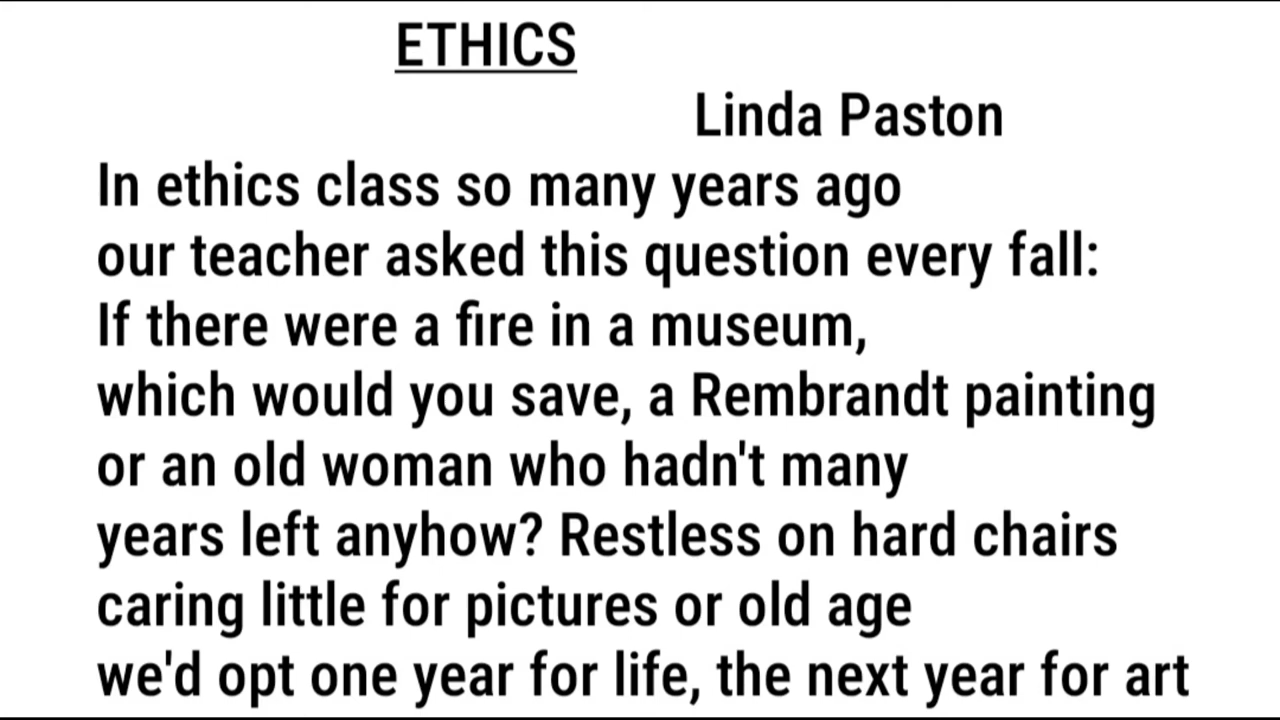 ETHICS
Linda Paston
In ethics class so many years ago
our teacher asked this question every fall:
If there were a fire in a museum,
which would you save, a Rembrandt painting
or an old woman who hadn't many
years left anyhow? Restless on hard chairs
caring little for pictures or old age
we'd opt one year for life, the next year for art